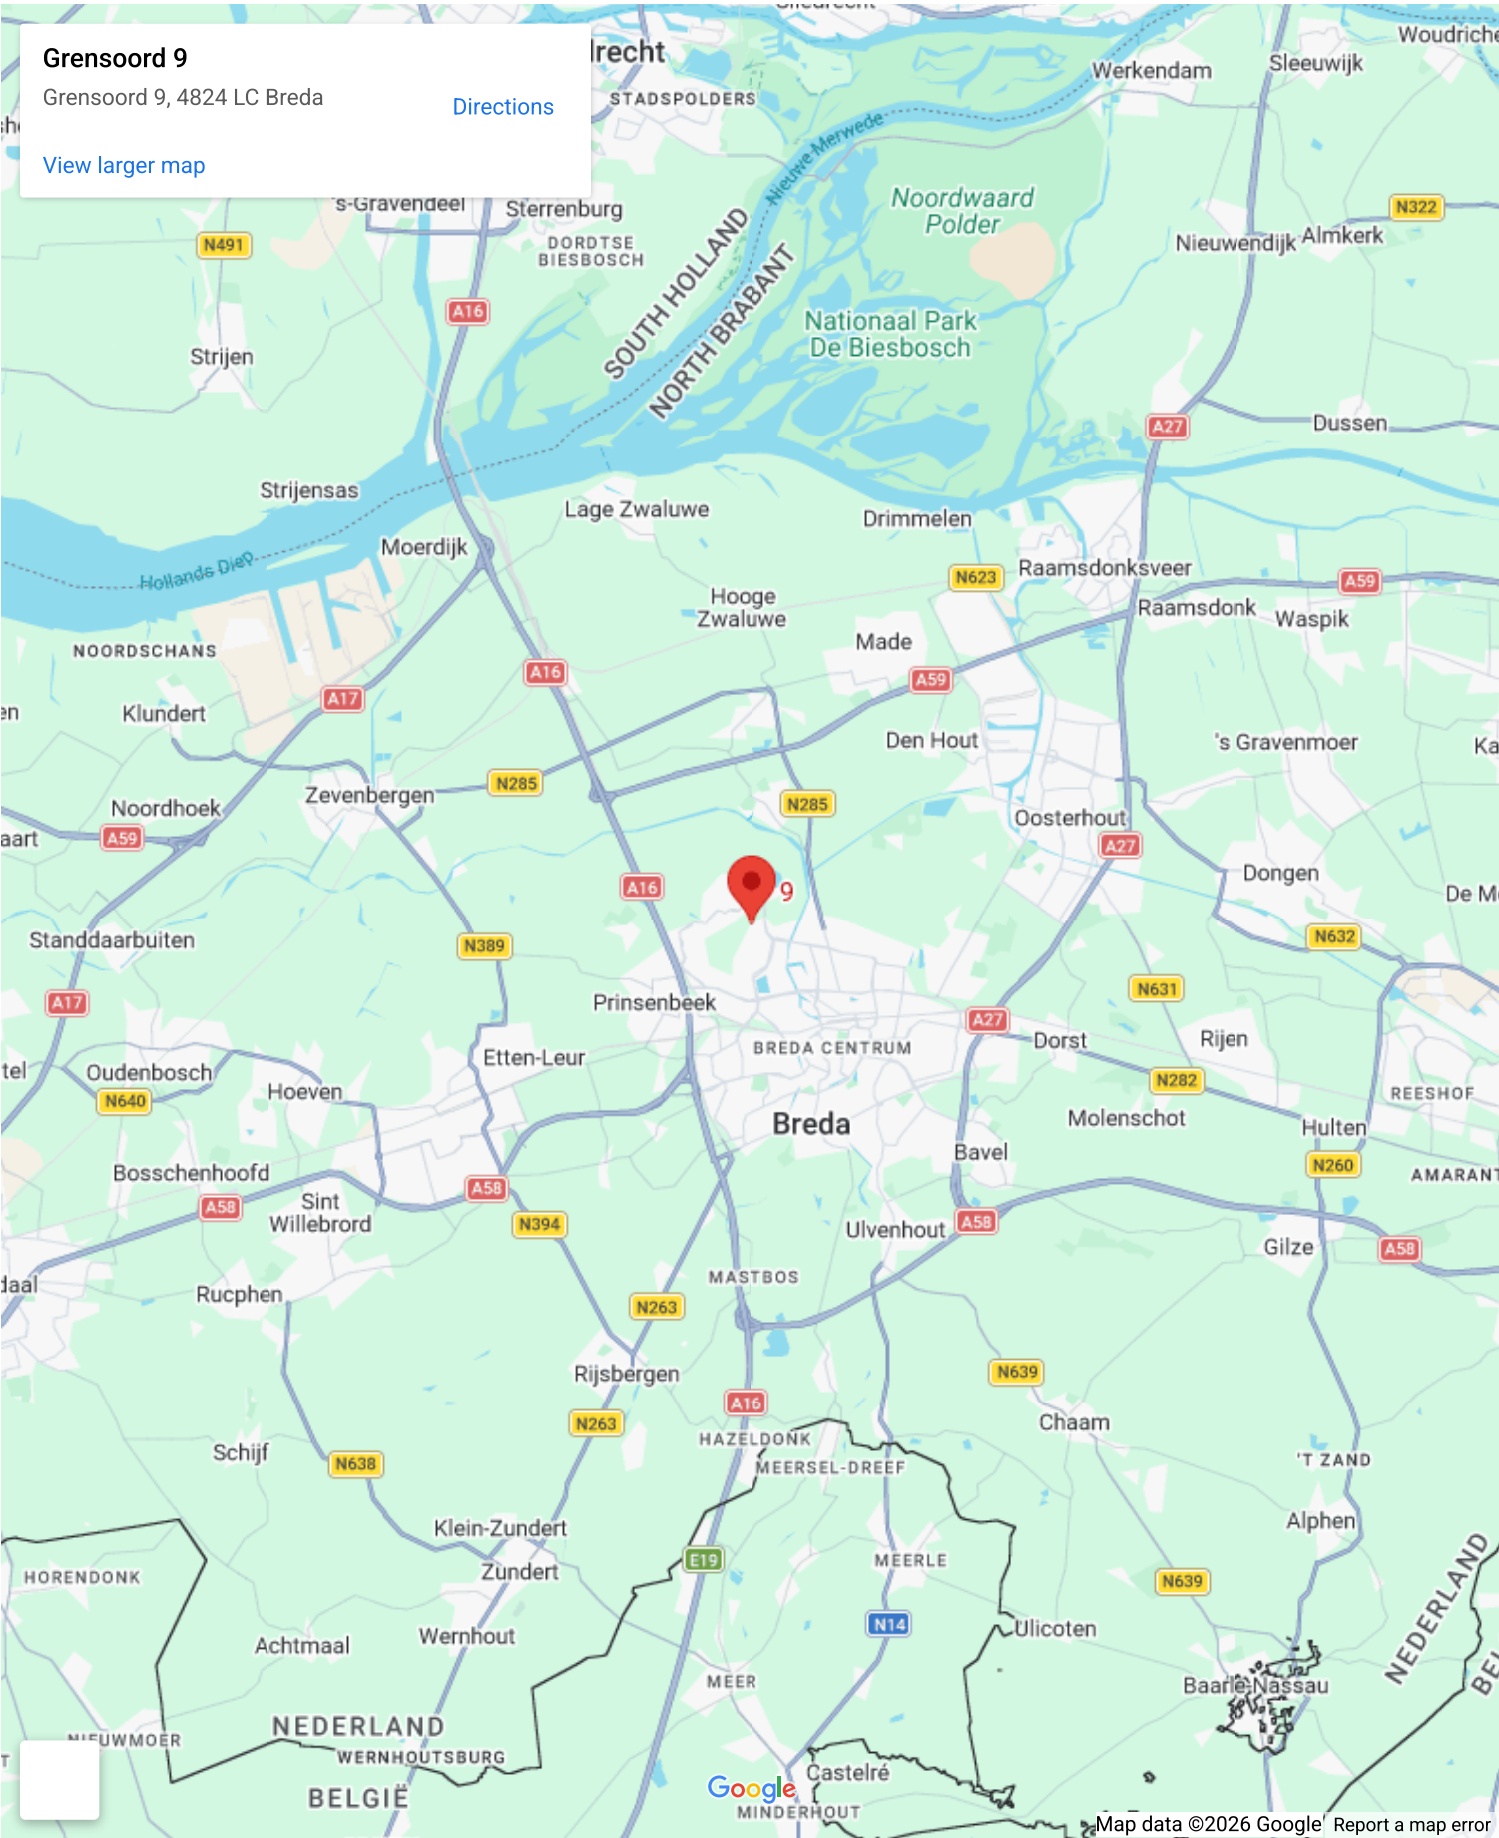 Grensoord 9
Grensoord 9, 4824 LC Breda
Directions
View larger map
STADSPOLDERS
Werkendam
Sleeuwijk
Nieuwe Merwede
's-Gravendeel
Sterrenburg
Noordwaard
Polder
N322
N491
DORDTSE
BIESBOSCH
SOUTH HOLLAND
NORTH BRABANT
Nieuwendijk
Almkerk
A16
Nationaal Park
De Biesbosch
Strijen
A27
Dussen
Strijensas
Lage Zwaluwe
Drimmelen
Moerdijk
Hollands Diep
N623
Raamsdonksveer
A59
Hooge
Zwaluwe
Raamsdonk
Waspik
NOORDSCHANS
Made
A16
A59
A17
Klundert
Den Hout
's Gravenmoer
Zevenbergen
N285
N285
Noordhoek
Oosterhout
A59
aart
A27
Dongen
A16
9
De M
Standdaarbuiten
N389
N632
A17
Prinsenbeek
N631
A27
BREDA CENTRUM
Dorst
Rijen
tel
Oudenbosch
Etten-Leur
N282
N640
Hoeven
REESHOF
Breda
Molenschot
Hulten
Bavel
Bosschenhoofd
N260
AMARANT
A58
A58
Sint
Willebrord
N394
Ulvenhout
A58
Gilze
A58
daal
Rucphen
MASTBOS
N263
Rijsbergen
N639
A16
N263
Chaam
HAZELDONK
Schijf
N638
MEERSEL-DREEF
'T ZAND
Klein-Zundert
Alphen
Zundert
E19
MEERLE
HORENDONK
N639
NEDERLAND
Achtmaal
Wernhout
N14
Ulicoten
MEER
Baarle-Nassau
BEL
NEDERLAND
NIEUWMOER
WERNHOUTSBURG
BELGIË
Castelré
Google
MINDERHOUT
Map data ©2026 Google
Report a map error